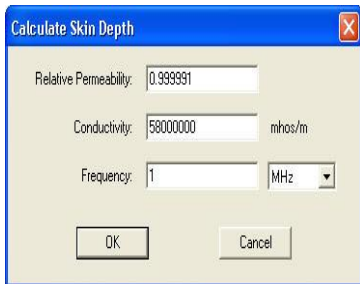 Calculate Skin Depth
Relative Permeability: 0.999991
Conductivity: 58000000 mhos/m
Frequency: 1 MHz
OK Cancel